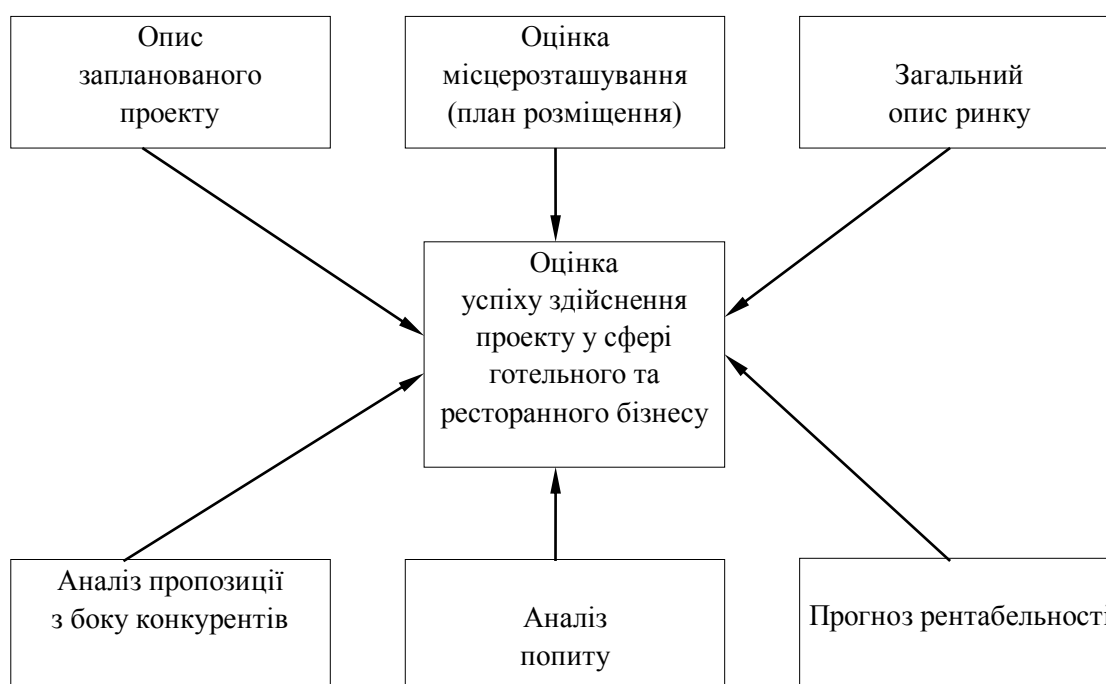 Опис
запланованого
проекту
Оцінка
місцерозташування
(план розміщення)
Загальний
опис ринку
Оцінка
успіху здійснення
проекту у сфері
готельного та
ресторанного бізнесу
Аналіз пропозиції
з боку конкурентів
Аналіз
попиту
Прогноз рентабельності